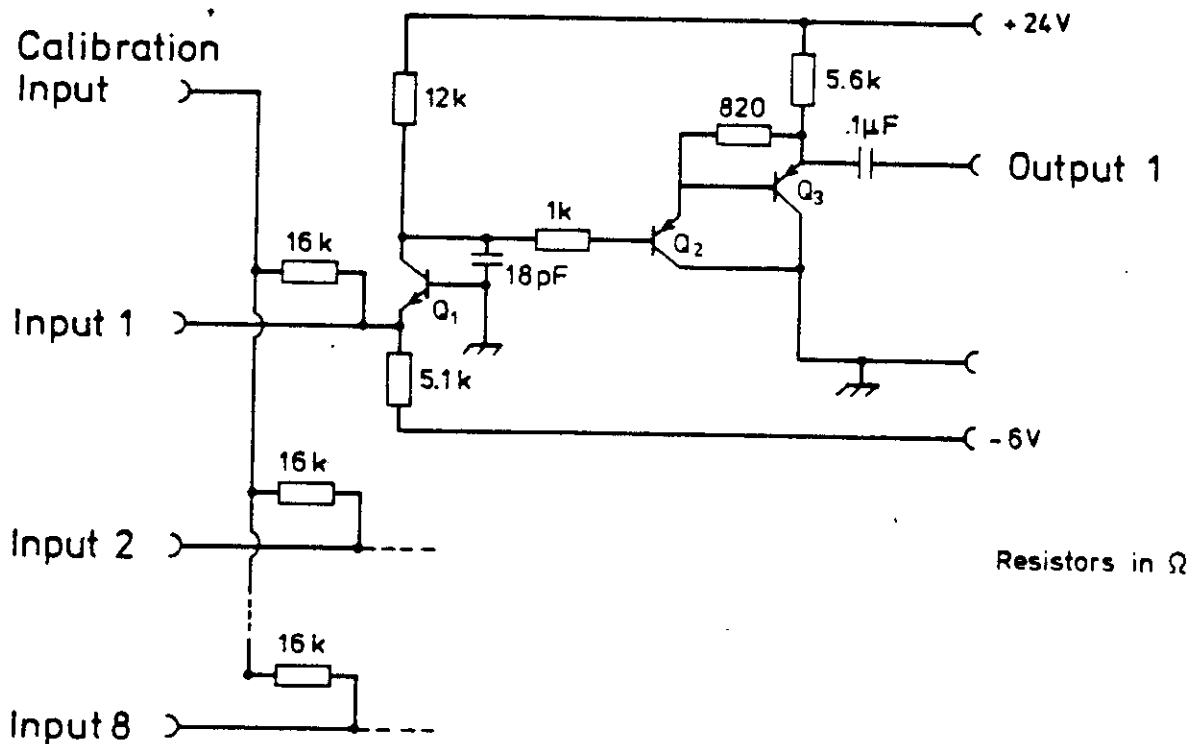 Calibration
Input
+24V
12k
5.6k
820
.1µF
Output 1
Q3
1k
Q2
16k
18pF
Q1
Input 1
5.1k
-6V
16k
Input 2
Resistors in Ω
16k
Input 8